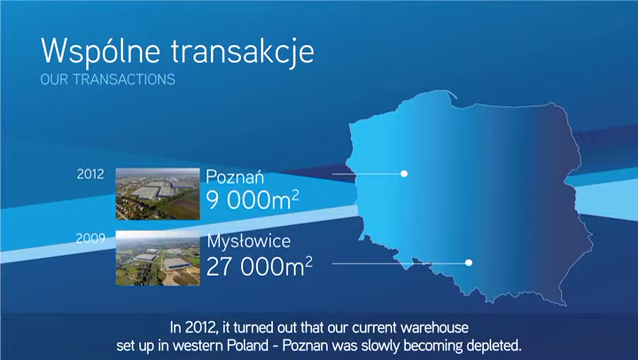 Wspólne transakcje
OUR TRANSACTIONS
2012
Poznań
9 000m²
2009
Mysłowice
27 000m²
In 2012, it turned out that our current warehouse
set up in western Poland - Poznan was slowly becoming depleted.